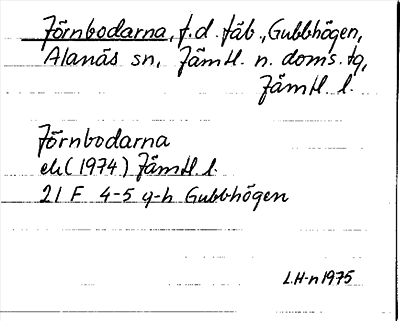 Förnbodarna, f.d. fäb., Gubbhögen,
Alanäs sn, Jämtl. n. doms. tg,
Jämtl. l.
Förnbodarna
ek (1974) Jämtl. l.
21 F 4-5 g-h Gubbhögen
L.H-n 1975